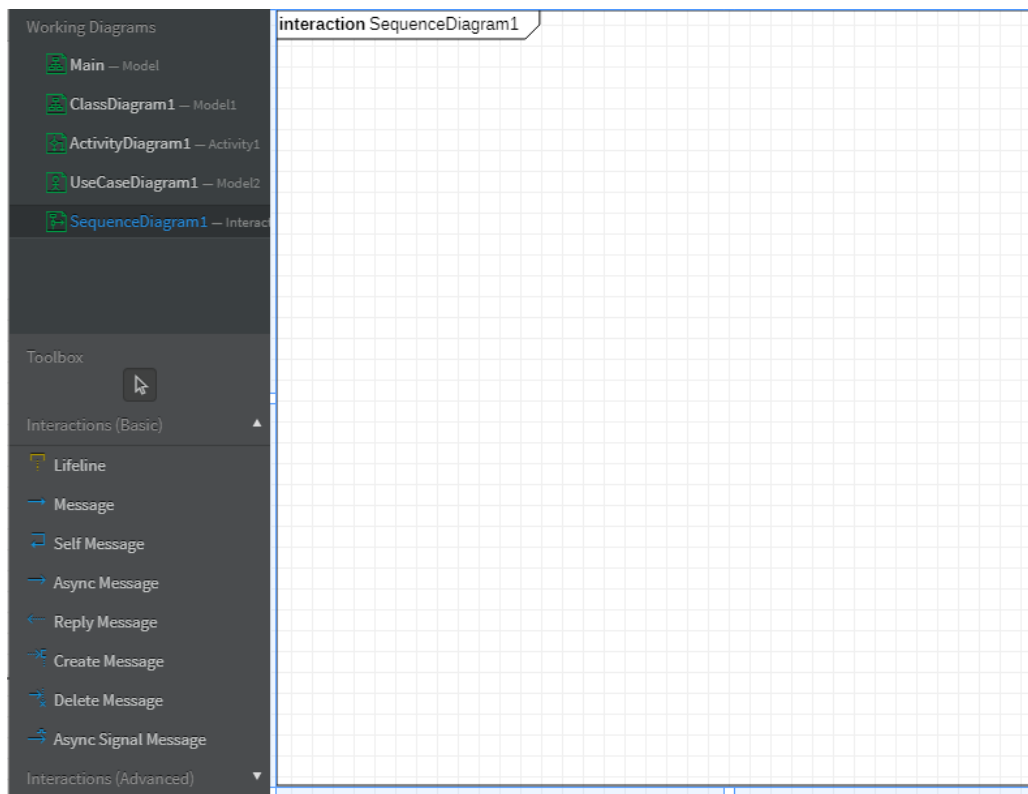 Working Diagrams
Main — Model
ClassDiagram1 — Model1
ActivityDiagram1 — Activity1
UseCaseDiagram1 — Model2
SequenceDiagram1 — Interact
Toolbox
Interactions (Basic)
Lifeline
Message
Self Message
Async Message
Reply Message
Create Message
Delete Message
Async Signal Message
Interactions (Advanced)
interaction SequenceDiagram1